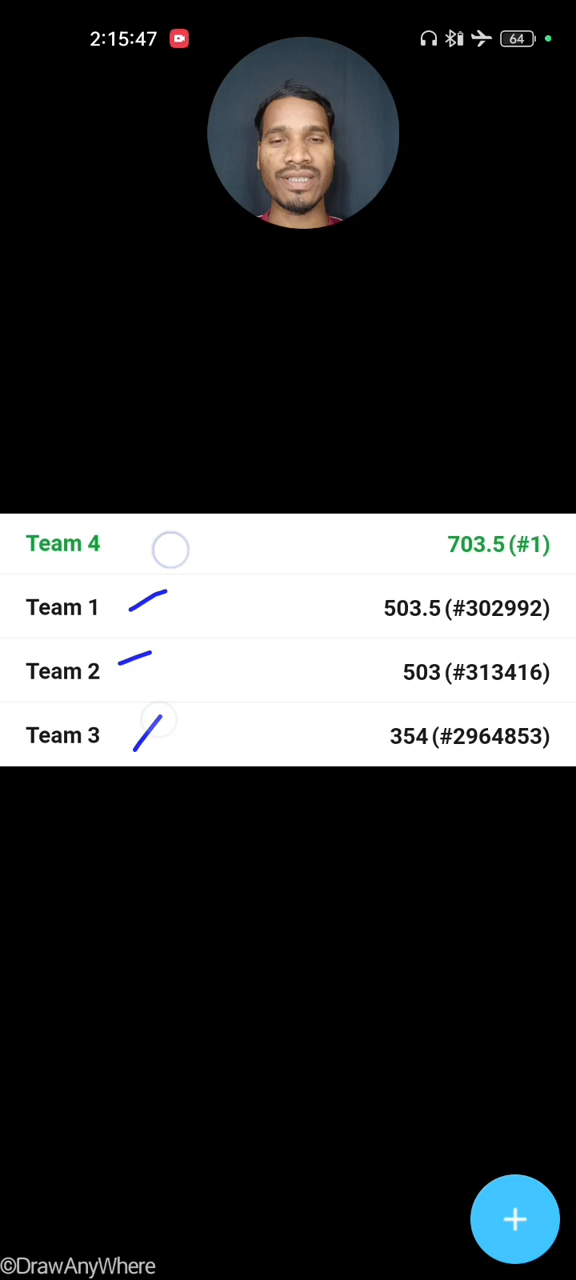 2:15:47
64
Team 4 703.5 (#1)
Team 1 503.5 (#302992)
Team 2 503 (#313416)
Team 3 354 (#2964853)
©DrawAnyWhere